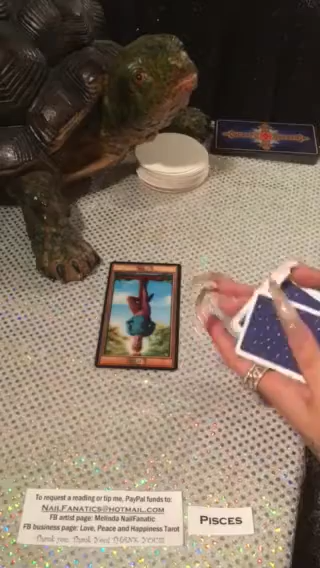 To request a reading or tip me, PayPal funds to:
NailFanatics@hotmail.com
FB artist page: Melinda NailFanatic
FB business page: Love, Peace and Happiness Tarot
Thank you, Thank You! THANK YOU!!!
Pisces